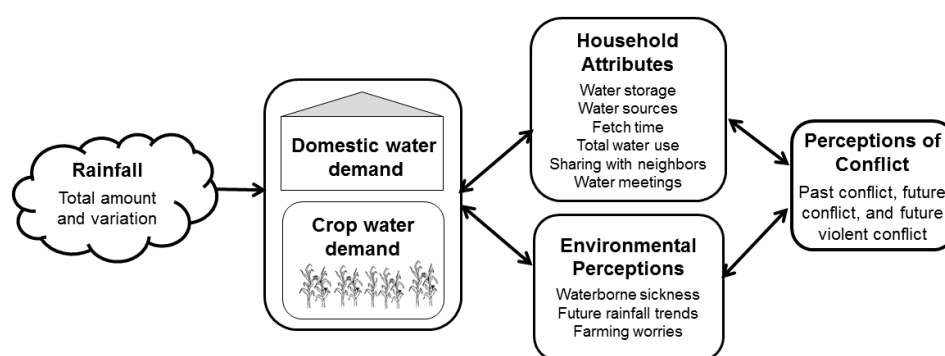 Rainfall
Total amount
and variation
Domestic water
demand
Crop water
demand
Household
Attributes
Water storage
Water sources
Fetch time
Total water use
Sharing with neighbors
Water meetings
Environmental
Perceptions
Waterborne sickness
Future rainfall trends
Farming worries
Perceptions of
Conflict
Past conflict, future
conflict, and future
violent conflict